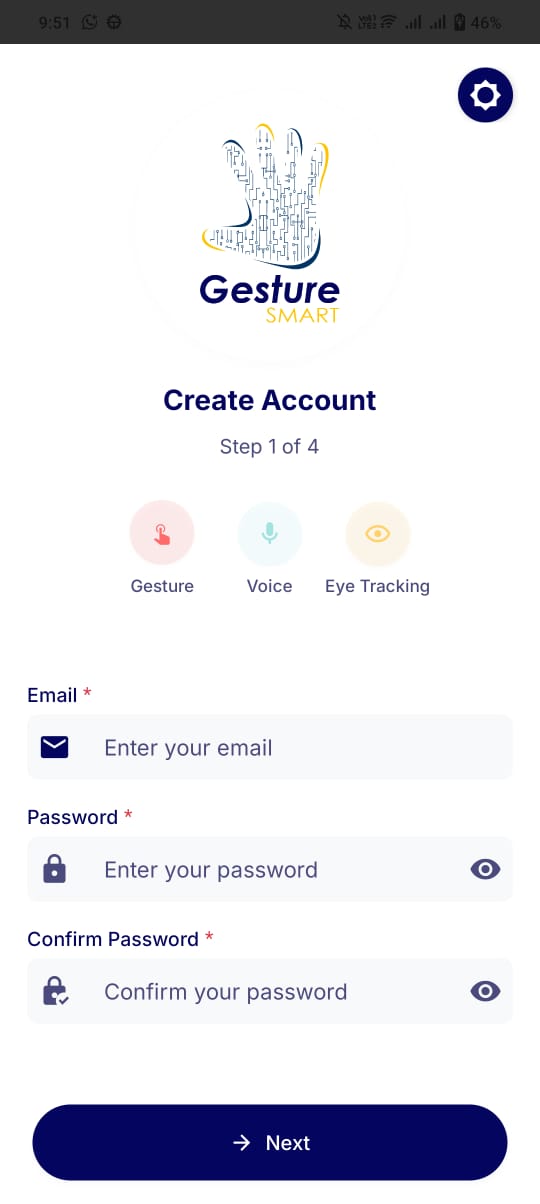 9:51 46%
Gesture
SMART
Create Account
Step 1 of 4
Gesture Voice Eye Tracking
Email *
Enter your email
Password *
Enter your password
Confirm Password *
Confirm your password
Next